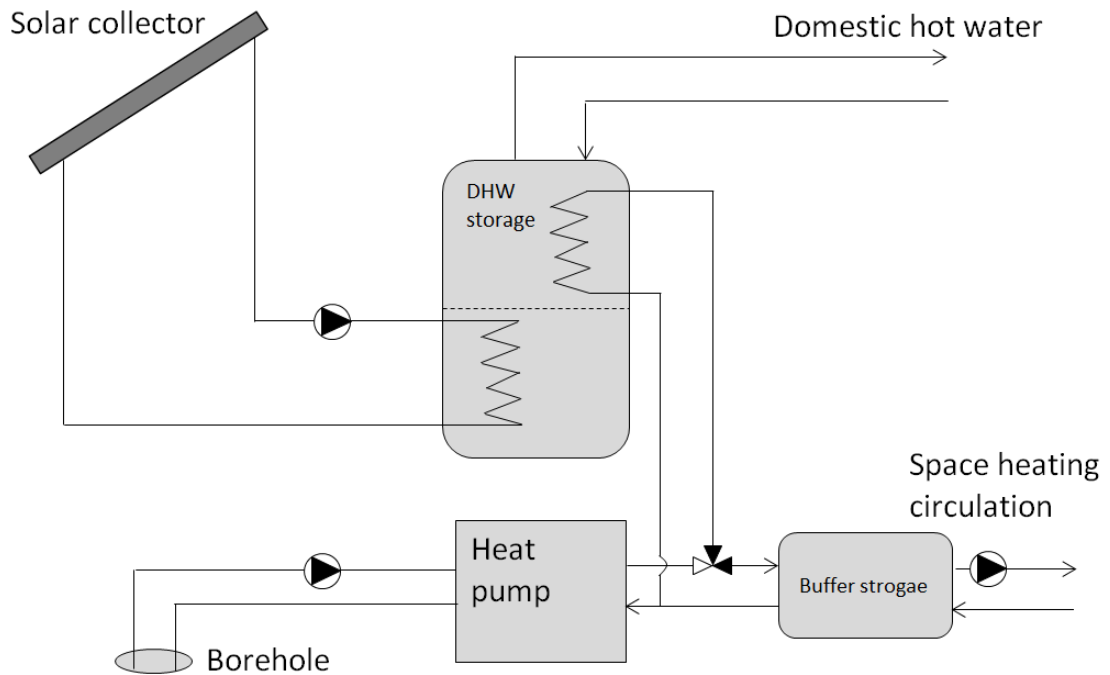 Solar collector
Domestic hot water
DHW
storage
Space heating
circulation
Heat
pump
Buffer strogae
Borehole